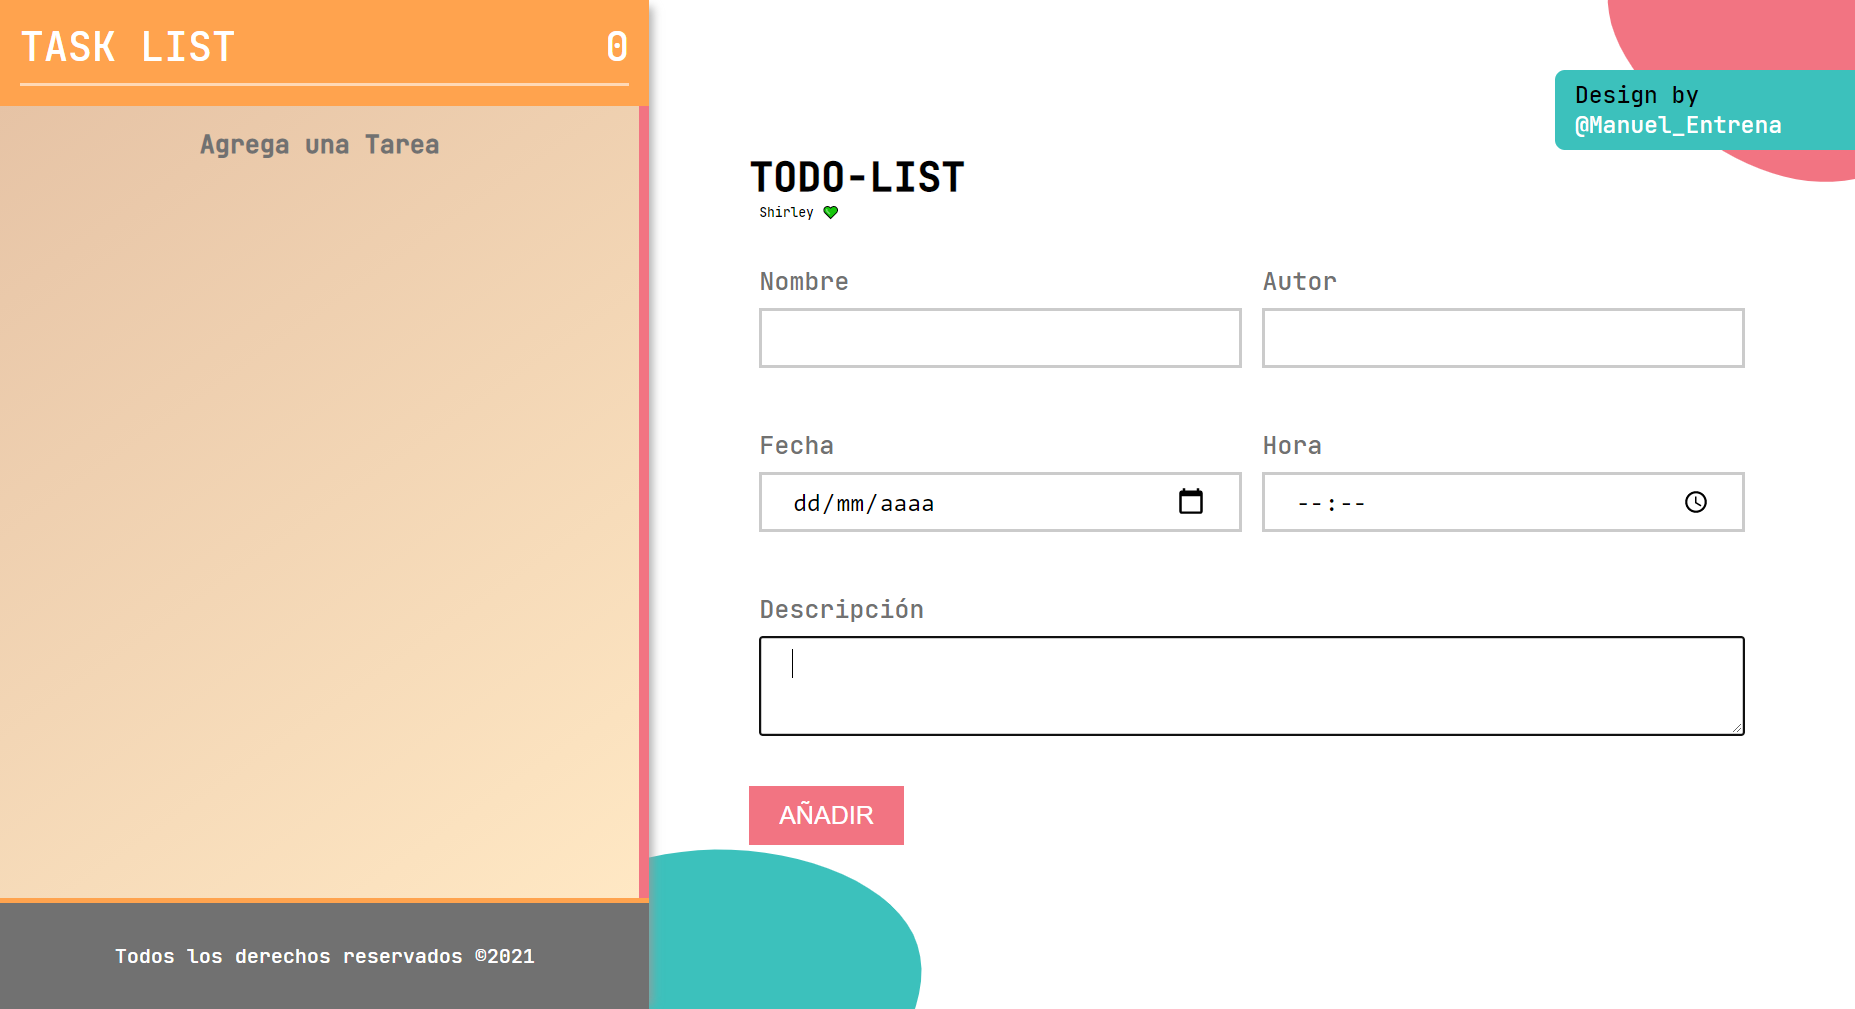 TASK LIST 0
Agrega una Tarea
Todos los derechos reservados ©2021
Design by
@Manuel_Entrena
TODO-LIST
Shirley 💚
Nombre
Autor
Fecha
Hora
dd/mm/aaaa
--:--
Descripción
AÑADIR